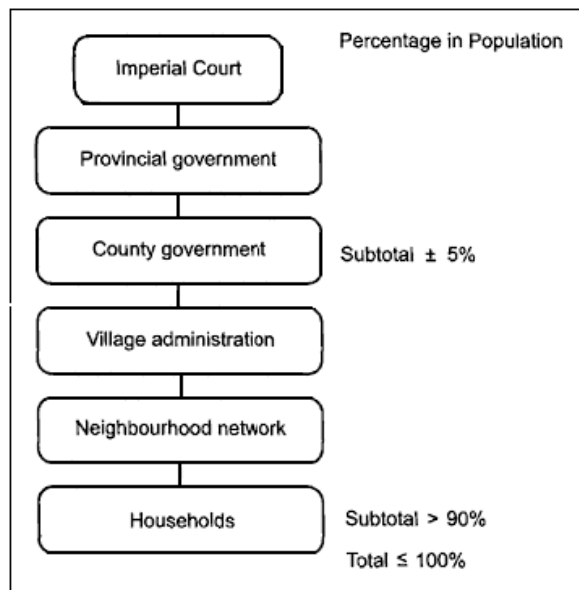 Percentage in Population
Imperial Court
Provincial government
County government
Subtotal ± 5%
Village administration
Neighbourhood network
Households
Subtotal > 90%
Total ≤ 100%